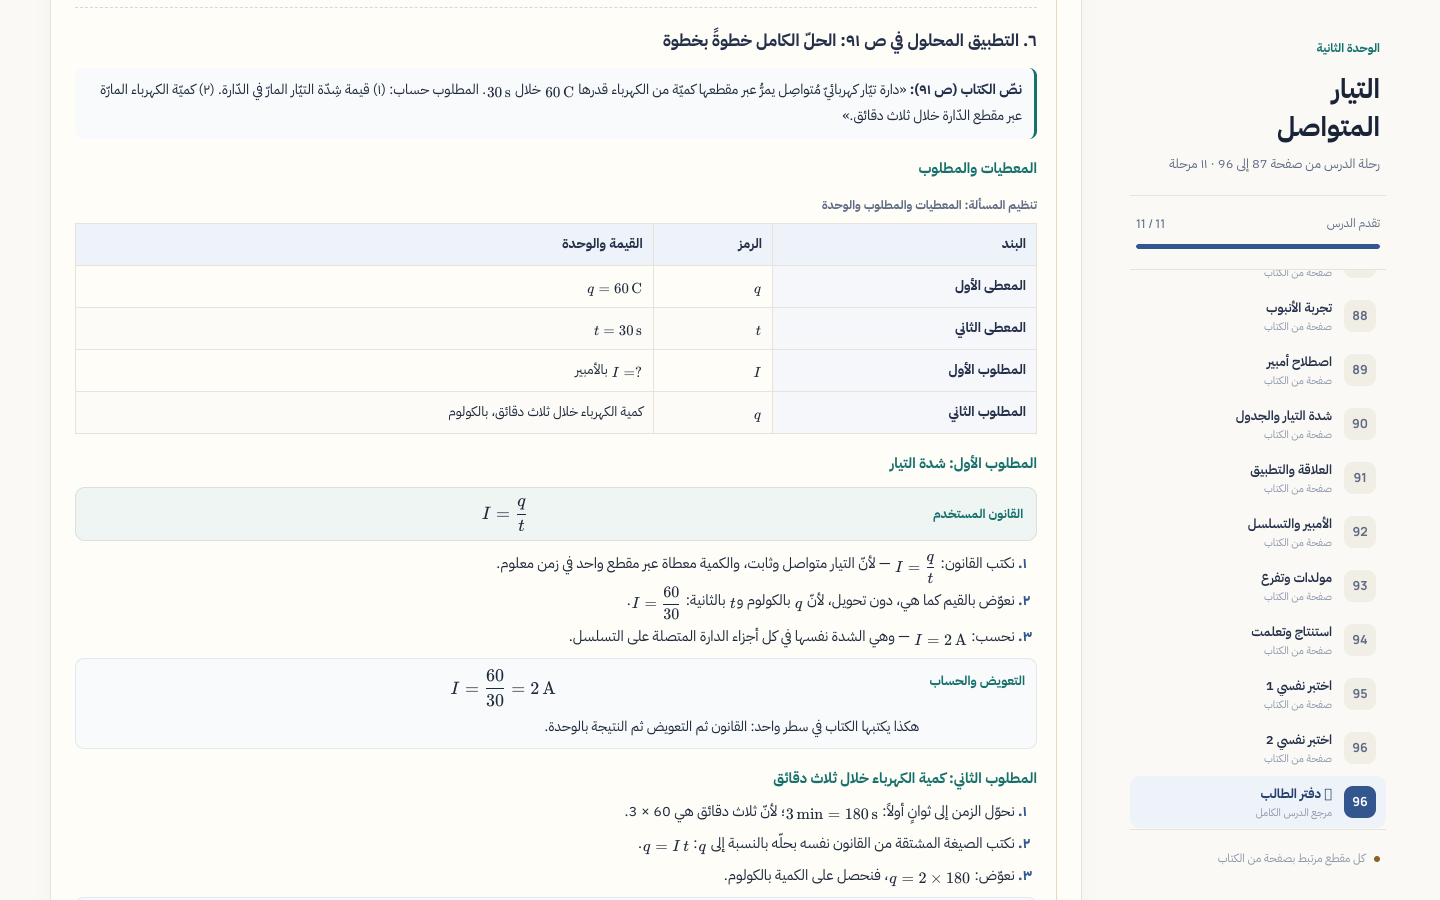 الوحدة الثانية
التيار
المتواصل
رحلة الدرس من صفحة 87 إلى 96 · ١١ مرحلة
تقدم الدرس
11 / 11
صفحة من الكتاب
88
تجربة الأنبوب
صفحة من الكتاب
89
اصطلاح أمبير
صفحة من الكتاب
90
شدة التيار والجدول
صفحة من الكتاب
91
العلاقة والتطبيق
صفحة من الكتاب
92
الأمبير والتسلسل
صفحة من الكتاب
93
مولدات وتفرع
صفحة من الكتاب
94
استنتاج وتعلمت
صفحة من الكتاب
95
اختبر نفسي 1
صفحة من الكتاب
96
اختبر نفسي 2
صفحة من الكتاب
96
دفتر الطالب
مرجع الدرس الكامل
كل مقطع مرتبط بصفحة من الكتاب
٦. التطبيق المحلول في ص ٩١: الحلّ الكامل خطوةً بخطوة
نصّ الكتاب (ص ٩١): «دارة تيّار كهربائيّ مُتواصِل يمرُّ عبر مقطعها كميّة من الكهرباء قدرها 60 C خلال 30 s. المطلوب حساب: (١) قيمة شِدّة التيّار المارّ في الدّارة. (٢) كميّة الكهرباء المارّة
عبر مقطع الدّارة خلال ثلاث دقائق.»
المعطيات والمطلوب
تنظيم المسألة: المعطيات والمطلوب والوحدة
البند الرمز القيمة والوحدة
المعطى الأول q q = 60 C
المعطى الثاني t t = 30 s
المطلوب الأول I I =? بالأمبير
المطلوب الثاني q كمية الكهرباء خلال ثلاث دقائق، بالكولوم
المطلوب الأول: شدة التيار
القانون المستخدم I = q/t
١. نكتب القانون: I = q/t — لأنّ التيار متواصل وثابت، والكمية معطاة عبر مقطع واحد في زمن معلوم.
٢. نعوّض بالقيم كما هي، دون تحويل، لأنّ q بالكولوم و t بالثانية: I = 60/30.
٣. نحسب: I = 2 A — وهي الشدة نفسها في كل أجزاء الدارة المتصلة على التسلسل.
التعويض والحساب I = 60/30 = 2 A
هكذا يكتبها الكتاب في سطر واحد: القانون ثم التعويض ثم النتيجة بالوحدة.
المطلوب الثاني: كمية الكهرباء خلال ثلاث دقائق
١. نحوّل الزمن إلى ثوانٍ أولاً: 3 min = 180 s؛ لأنّ ثلاث دقائق هي 60 × 3.
٢. نكتب الصيغة المشتقة من القانون نفسه بحلّه بالنسبة إلى q: q = I t.
٣. نعوّض: q = 2 × 180، فنحصل على الكمية بالكولوم.